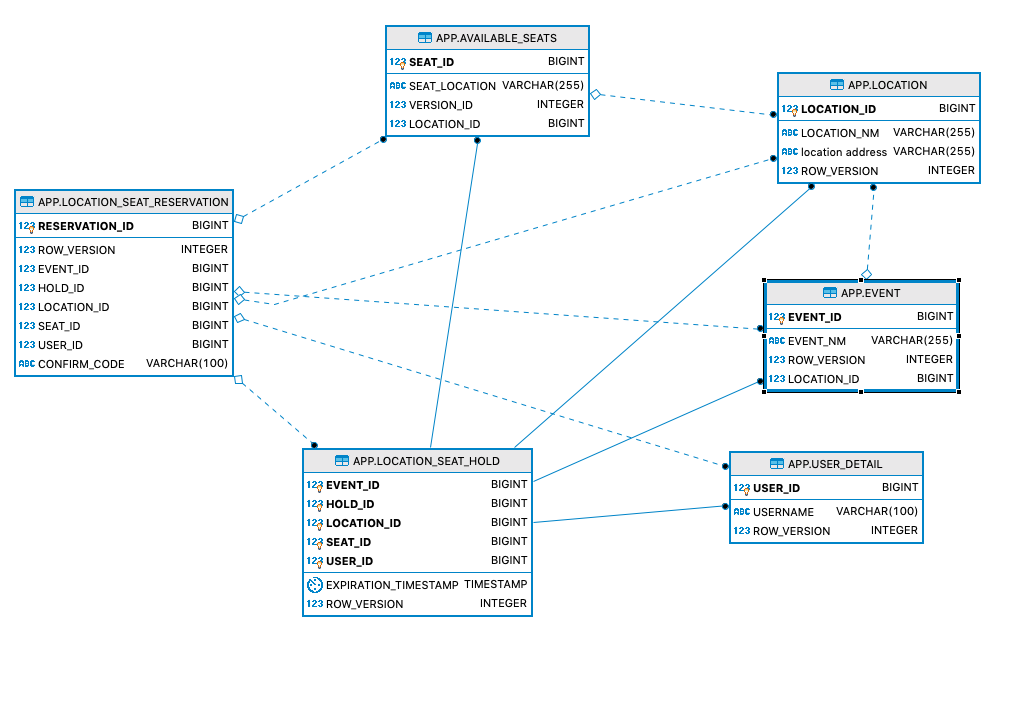 APP.AVAILABLE_SEATS
123 SEAT_ID BIGINT
ABC SEAT_LOCATION VARCHAR(255)
123 VERSION_ID INTEGER
123 LOCATION_ID BIGINT
APP.LOCATION
123 LOCATION_ID BIGINT
ABC LOCATION_NM VARCHAR(255)
ABC location address VARCHAR(255)
123 ROW_VERSION INTEGER
APP.LOCATION_SEAT_RESERVATION
123 RESERVATION_ID BIGINT
123 ROW_VERSION INTEGER
123 EVENT_ID BIGINT
123 HOLD_ID BIGINT
123 LOCATION_ID BIGINT
123 SEAT_ID BIGINT
123 USER_ID BIGINT
ABC CONFIRM_CODE VARCHAR(100)
APP.EVENT
123 EVENT_ID BIGINT
ABC EVENT_NM VARCHAR(255)
123 ROW_VERSION INTEGER
123 LOCATION_ID BIGINT
APP.LOCATION_SEAT_HOLD
123 EVENT_ID BIGINT
123 HOLD_ID BIGINT
123 LOCATION_ID BIGINT
123 SEAT_ID BIGINT
123 USER_ID BIGINT
EXPIRATION_TIMESTAMP TIMESTAMP
123 ROW_VERSION INTEGER
APP.USER_DETAIL
123 USER_ID BIGINT
ABC USERNAME VARCHAR(100)
123 ROW_VERSION INTEGER